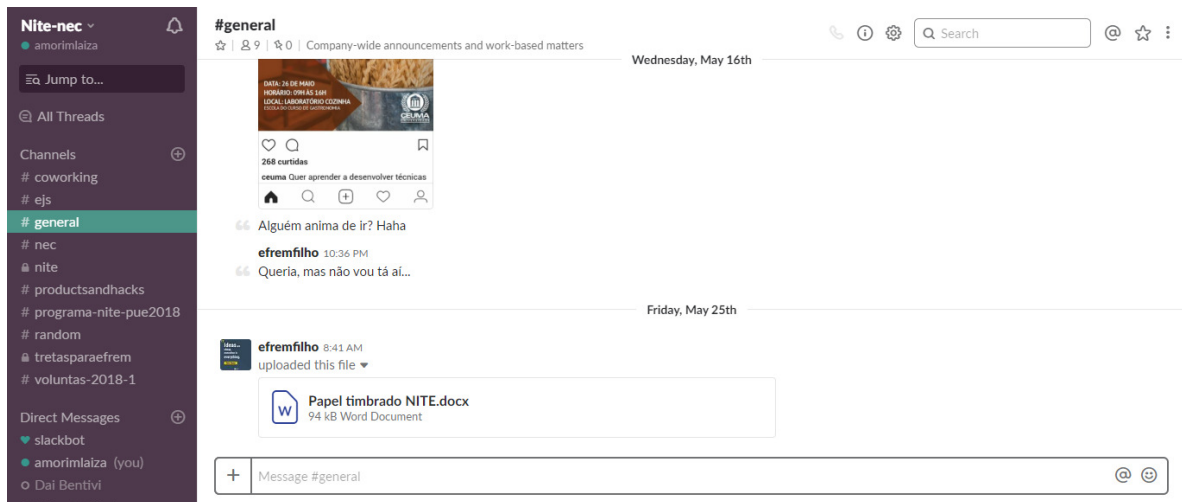 Nite-nec
amorimlaiza
Jump to...
All Threads
Channels
# coworking
# ejs
# general
# nec
nite
# productsandhacks
# programa-nite-pue2018
# random
tretasparaefrem
# voluntas-2018-1
Direct Messages
slackbot
amorimlaiza (you)
Dai Bentivi
#general
9 | 0 | Company-wide announcements and work-based matters
Search
Wednesday, May 16th
DATA: 26 DE MAIO
HORÁRIO: 09H ÀS 16H
LOCAL: LABORATÓRIO COZINHA
ESCOLA DO CURSO DE GASTRONOMIA
CEUMA
268 curtidas
ceuma Quer aprender a desenvolver técnicas
Alguém anima de ir? Haha
efremfilho 10:36 PM
Queria, mas não vou tá aí...
Friday, May 25th
efremfilho 8:41 AM
uploaded this file
W
Papel timbrado NITE.docx
94 kB Word Document
Message #general